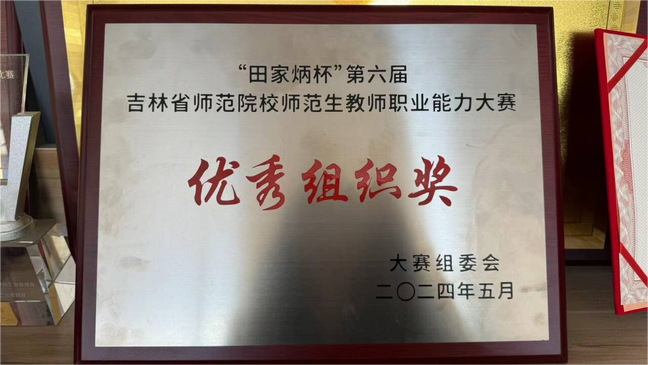 “田家炳杯”第六届
吉林省师范院校师范生教师职业能力大赛
优秀组织奖
大赛组委会
二〇二四年五月